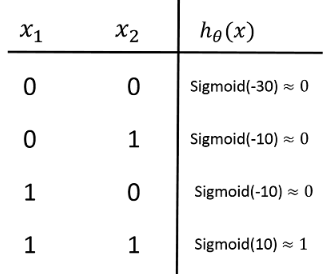 x₁ x₂ hθ(x)
0 0 Sigmoid(-30) ≈ 0
0 1 Sigmoid(-10) ≈ 0
1 0 Sigmoid(-10) ≈ 0
1 1 Sigmoid(10) ≈ 1